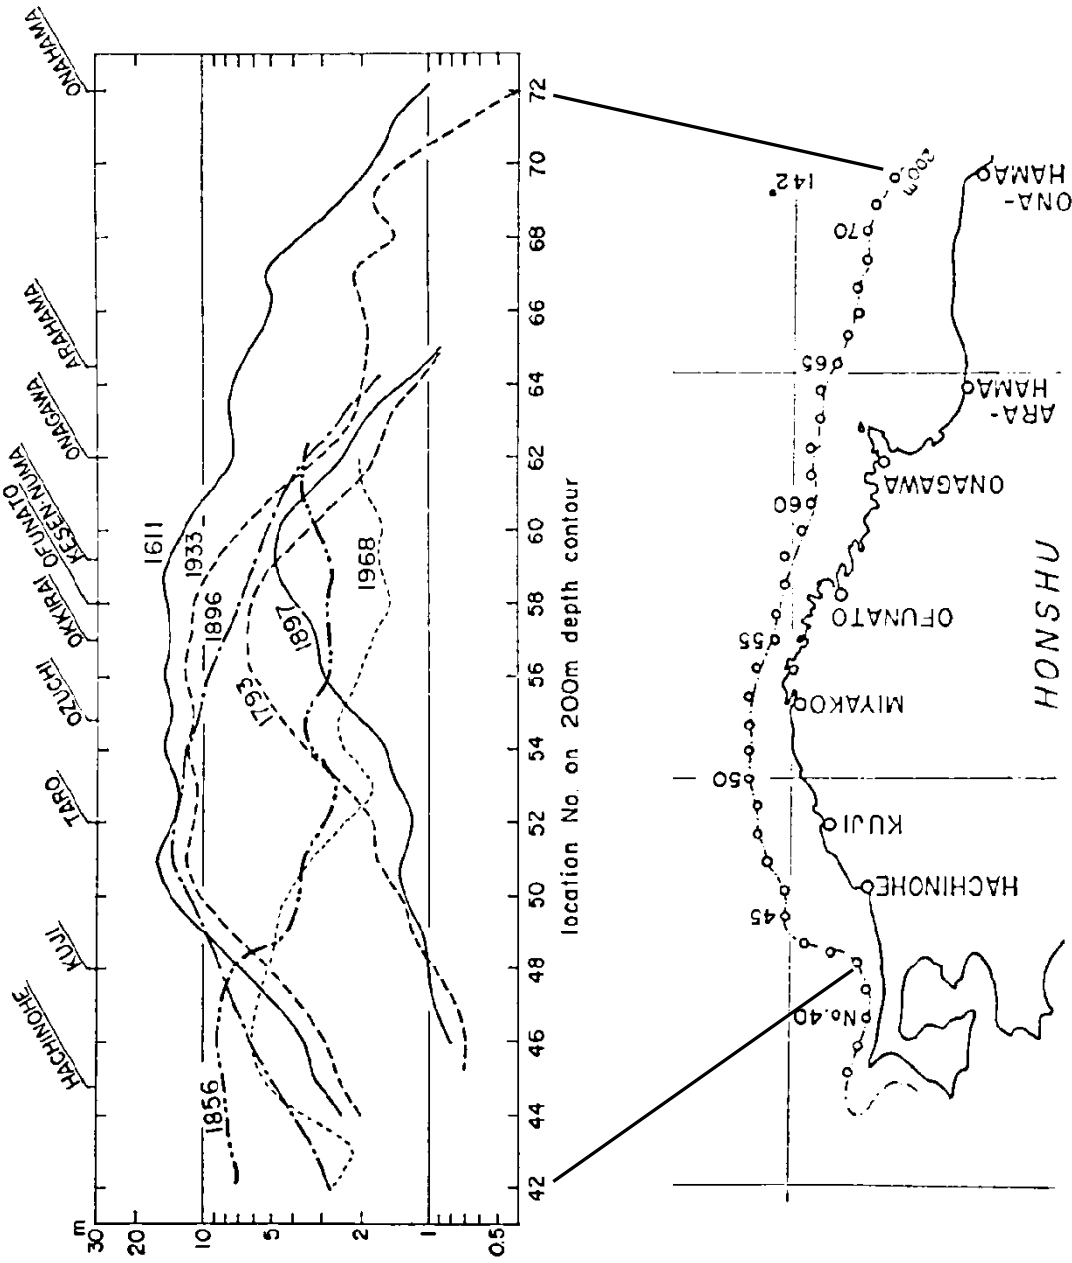 HACHINOHE
KUJI
TARO
OZUCHI
OKKIRAI
OFUNATO
KESEN-NUMA
ONAGAWA
ARAHAMA
ONAHAMA
m
30
20
10
5
2
1
0.5
1611
1933
1896
1897
1793
1968
1856
42 44 46 48 50 52 54 56 58 60 62 64 66 68 70 72
location No. on 200m depth contour
142°
200m
70
65
60
55
50
45
No.40
ONA-
HAMA
ARA-
HAMA
ONAGAWA
OFUNATO
MIYAKO
KUJI
HACHINOHE
HONSHU